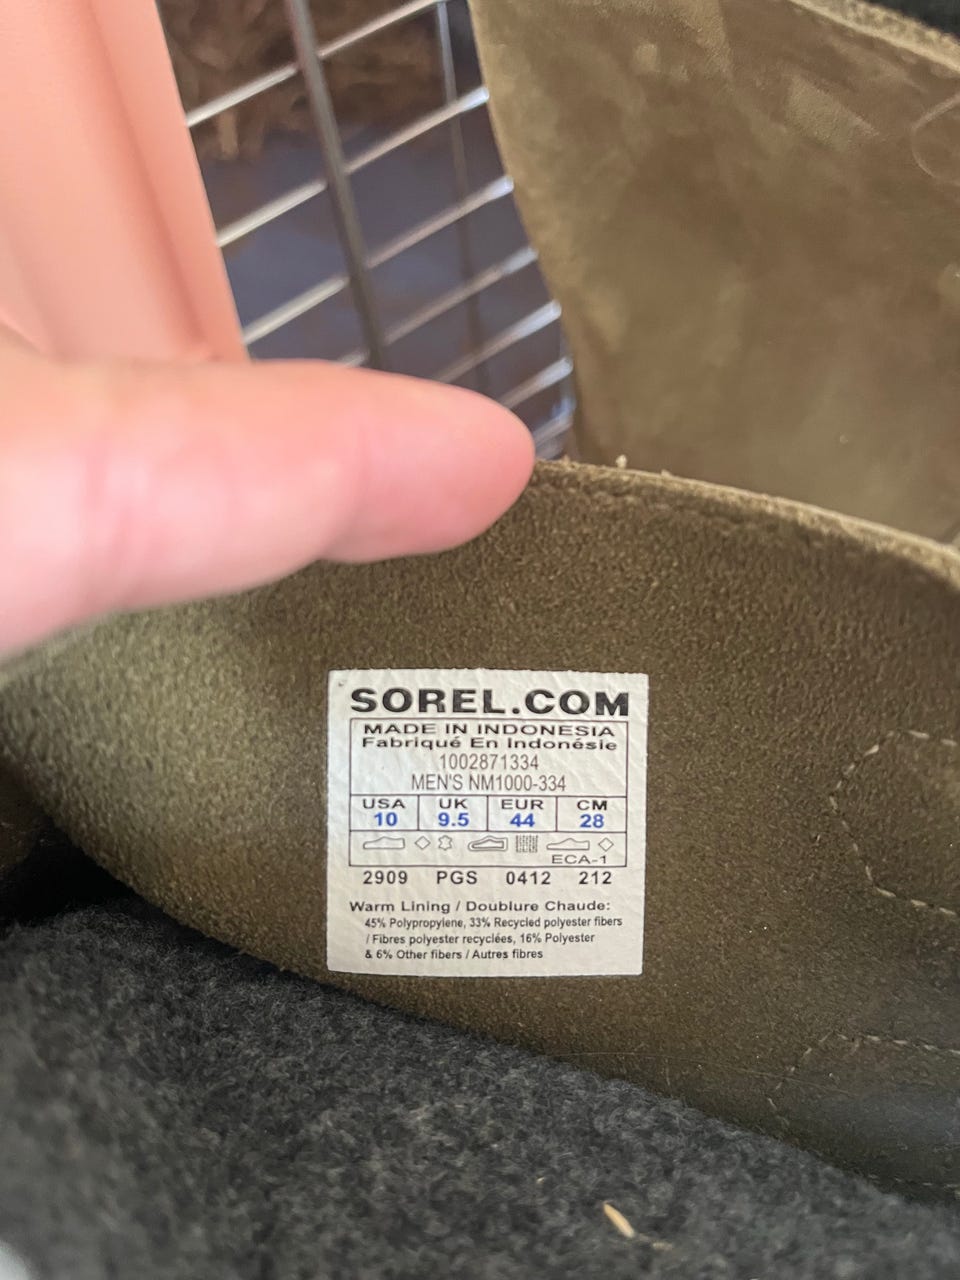 SOREL.COM
MADE IN INDONESIA
Fabriqué En Indonésie
1002871334
MEN'S NM1000-334
USA UK EUR CM
10 9.5 44 28
ECA-1
2909 PGS 0412 212
Warm Lining / Doublure Chaude:
45% Polypropylene, 33% Recycled polyester fibers
/ Fibres polyester recyclées, 16% Polyester
& 6% Other fibers / Autres fibres